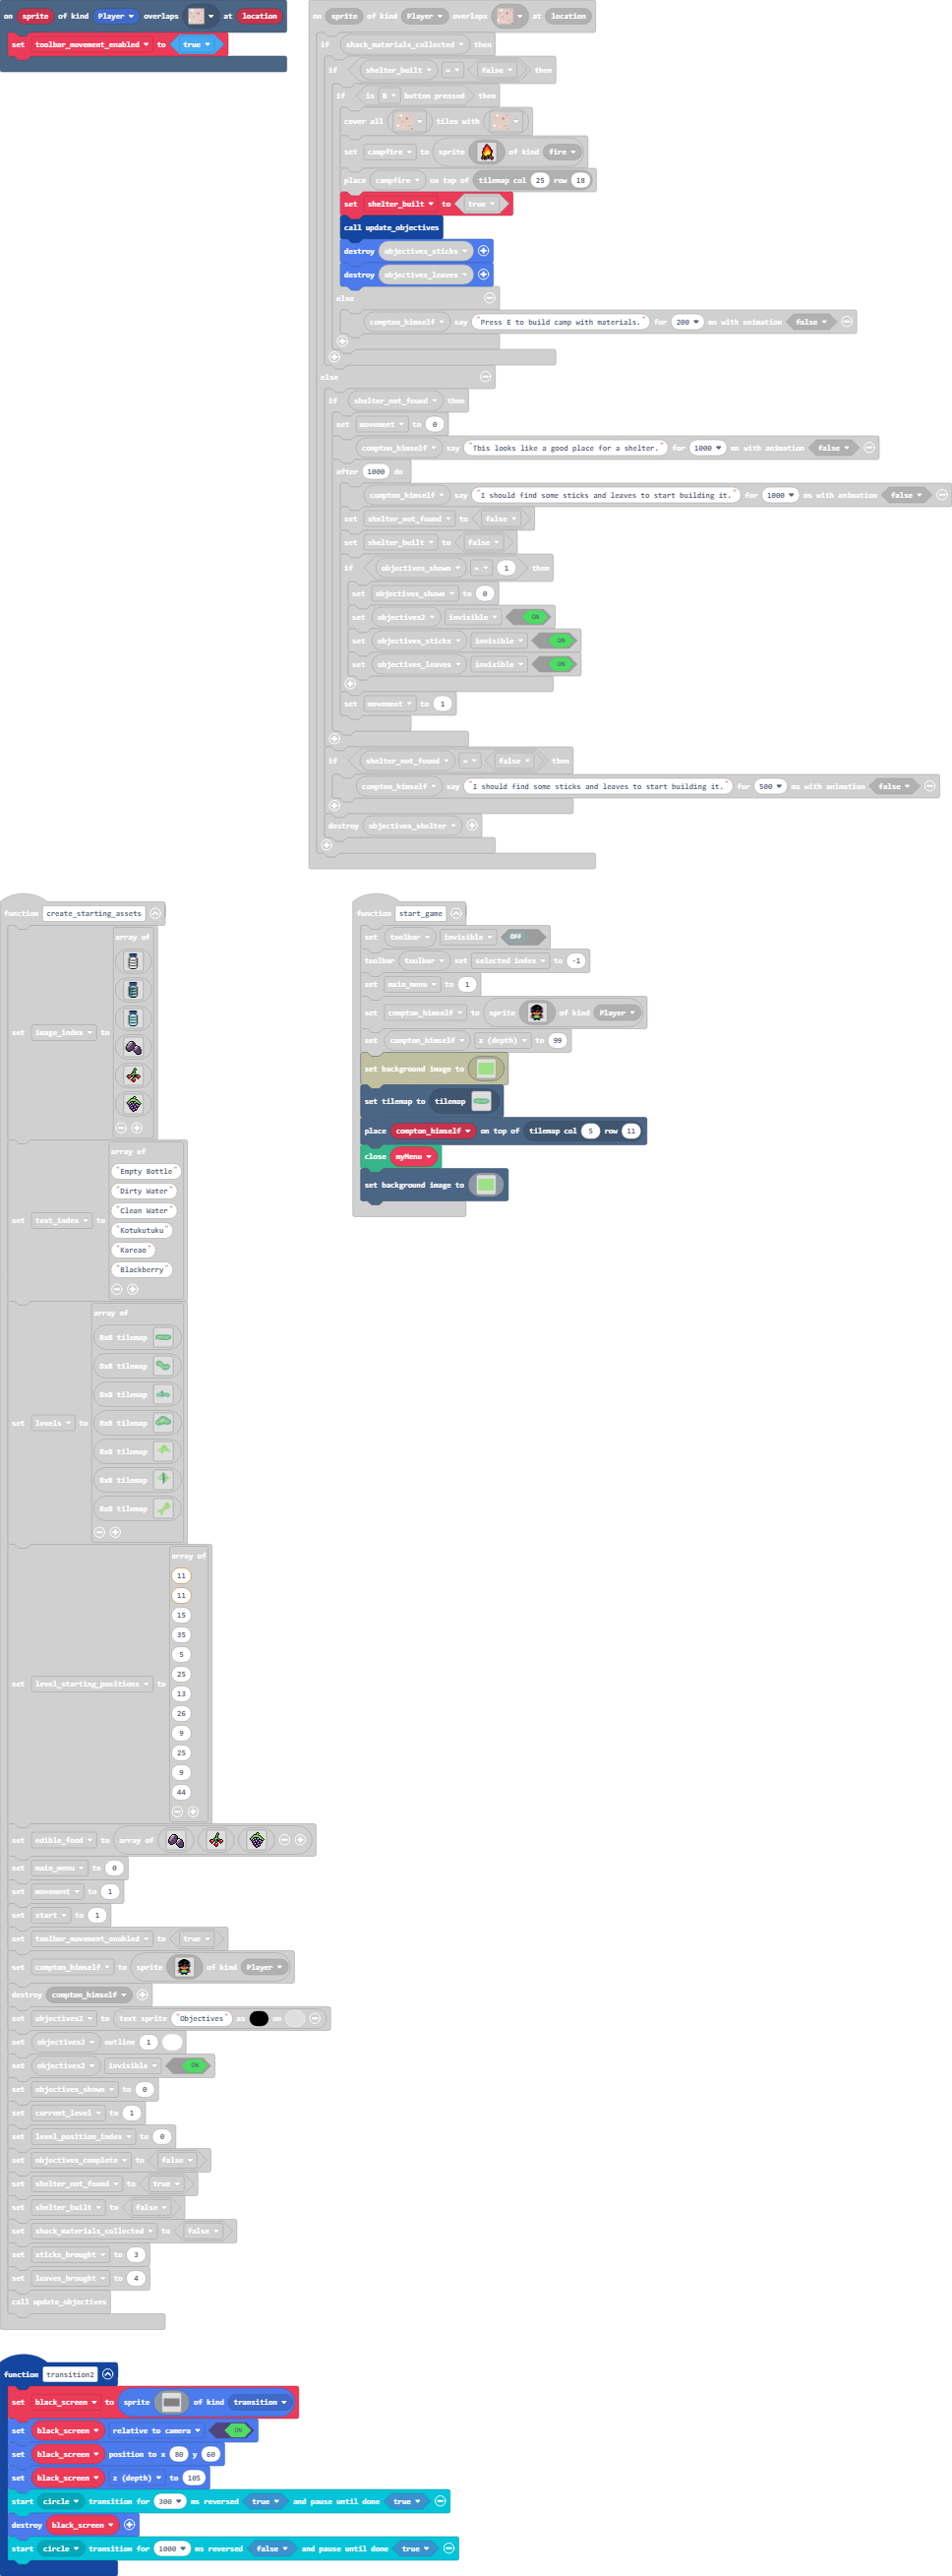 on sprite of kind Player overlaps at location
set toolbar_movement_enabled to true
on sprite of kind Player overlaps at location
if shack_materials_collected then
if shelter_built = false then
if is B button pressed then
cover all tiles with
set campfire to sprite of kind fire
place campfire on top of tilemap col 25 row 18
set shelter_built to true
call update_objectives
destroy objectives_sticks
destroy objectives_leaves
else
compton_himself say "Press E to build camp with materials." for 200 ms with animation false
else
if shelter_not_found then
set movement to 0
compton_himself say "This looks like a good place for a shelter." for 1000 ms with animation false
after 1000 do
compton_himself say "I should find some sticks and leaves to start building it." for 1000 ms with animation false
set shelter_not_found to false
set shelter_built to false
if objectives_shown = 1 then
set objectives_shown to 0
set objectives2 invisible ON
set objectives_sticks invisible ON
set objectives_leaves invisible ON
set movement to 1
if shelter_not_found = false then
compton_himself say "I should find some sticks and leaves to start building it." for 500 ms with animation false
destroy objectives_shelter
function create_starting_assets
set image_index to array of
set text_index to array of
"Empty Bottle"
"Dirty Water"
"Clean Water"
"Kotukutuku"
"Kareao"
"Blackberry"
set levels to array of
8x8 tilemap
8x8 tilemap
8x8 tilemap
8x8 tilemap
8x8 tilemap
8x8 tilemap
8x8 tilemap
set level_starting_positions to array of
11
11
15
35
5
25
13
26
9
25
9
44
set edible_food to array of
set main_menu to 0
set movement to 1
set start to 1
set toolbar_movement_enabled to true
set compton_himself to sprite of kind Player
destroy compton_himself
set objectives2 to text sprite "Objectives" as on
set objectives2 outline 1
set objectives2 invisible ON
set objectives_shown to 0
set current_level to 1
set level_position_index to 0
set objectives_complete to false
set shelter_not_found to true
set shelter_built to false
set shack_materials_collected to false
set sticks_brought to 3
set leaves_brought to 4
call update_objectives
function start_game
set toolbar invisible OFF
toolbar toolbar set selected index to -1
set main_menu to 1
set compton_himself to sprite of kind Player
set compton_himself z (depth) to 99
set background image to
set tilemap to tilemap
place compton_himself on top of tilemap col 5 row 11
close myMenu
set background image to
function transition2
set black_screen to sprite of kind transition
set black_screen relative to camera ON
set black_screen position to x 80 y 60
set black_screen z (depth) to 105
start circle transition for 300 ms reversed true and pause until done true
destroy black_screen
start circle transition for 1000 ms reversed false and pause until done true